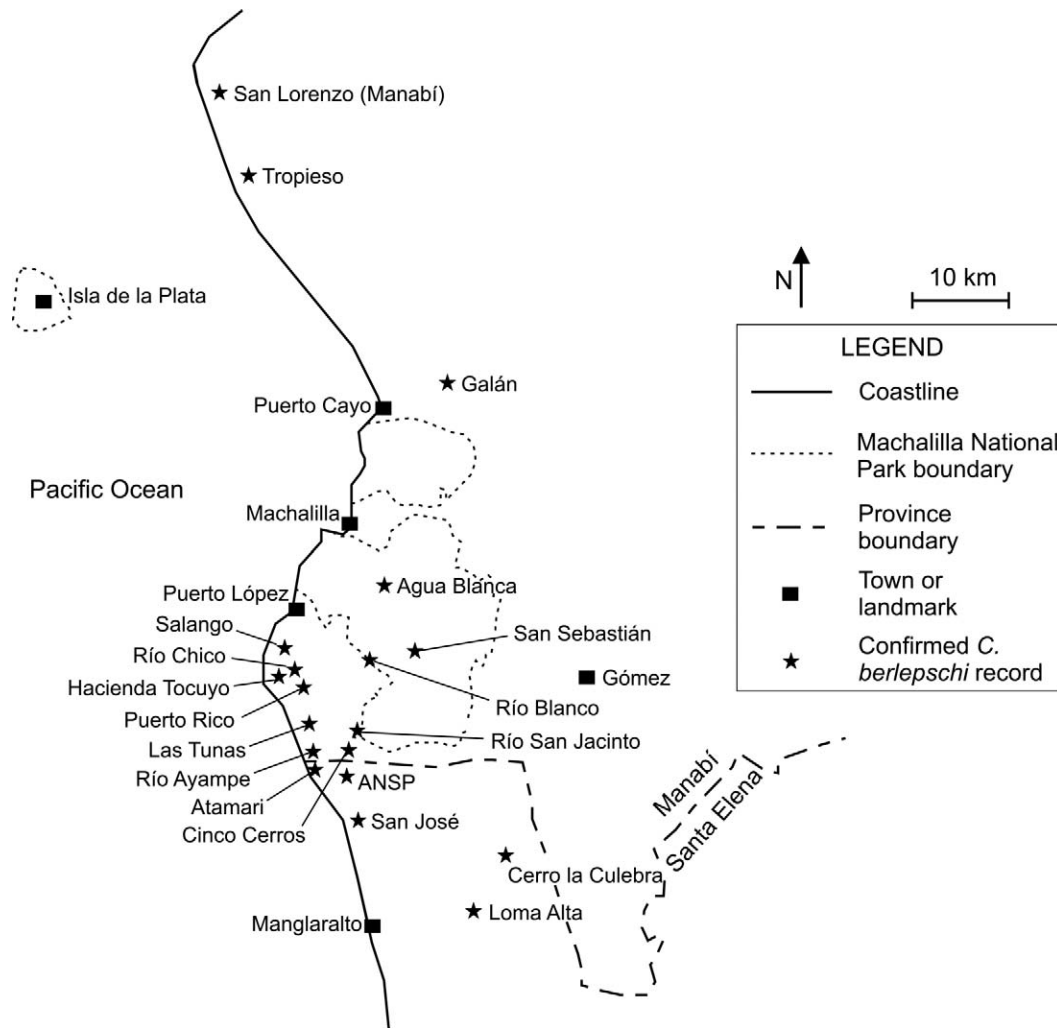 San Lorenzo (Manabí)
Tropieso
Isla de la Plata
N
10 km
LEGEND
Coastline
Machalilla National
Park boundary
Province
boundary
Town or
landmark
Confirmed C.
berlepschi record
Galán
Puerto Cayo
Pacific Ocean
Machalilla
Agua Blanca
Puerto López
Salango
San Sebastián
Río Chico
Hacienda Tocuyo
Gómez
Río Blanco
Puerto Rico
Río San Jacinto
Las Tunas
Río Ayampe
ANSP
Atamari
Cinco Cerros
San José
Manabí
Santa Elena
Cerro la Culebra
Loma Alta
Manglaralto